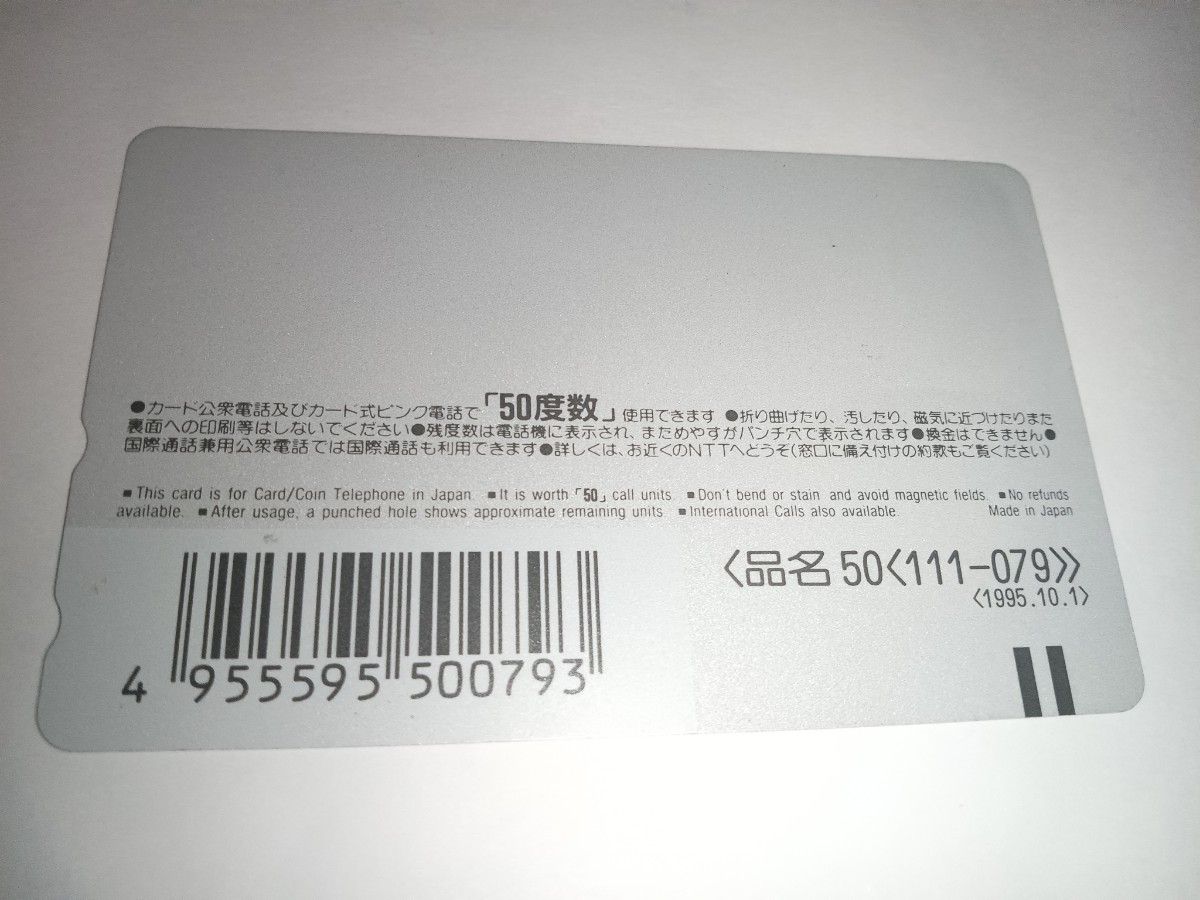 ●カード公衆電話及びカード式ピンク電話で「50度数」使用できます ●折り曲げたり、汚したり、磁気に近づけたりまた
裏面への印刷等はしないでください●残度数は電話機に表示され、まためやすがパンチ穴で表示されます●換金はできません●
国際通話兼用公衆電話では国際通話も利用できます●詳しくは、お近くのNTTへどうぞ(窓口に備え付けの約款もご覧ください)
■This card is for Card/Coin Telephone in Japan. ■It is worth「50」call units. ■Don't bend or stain and avoid magnetic fields. ■No refunds
available. ■After usage, a punched hole shows approximate remaining units. ■International Calls also available. Made in Japan
〈品名 50〈111-079〉〉
〈1995.10.1〉
4 955595 500793